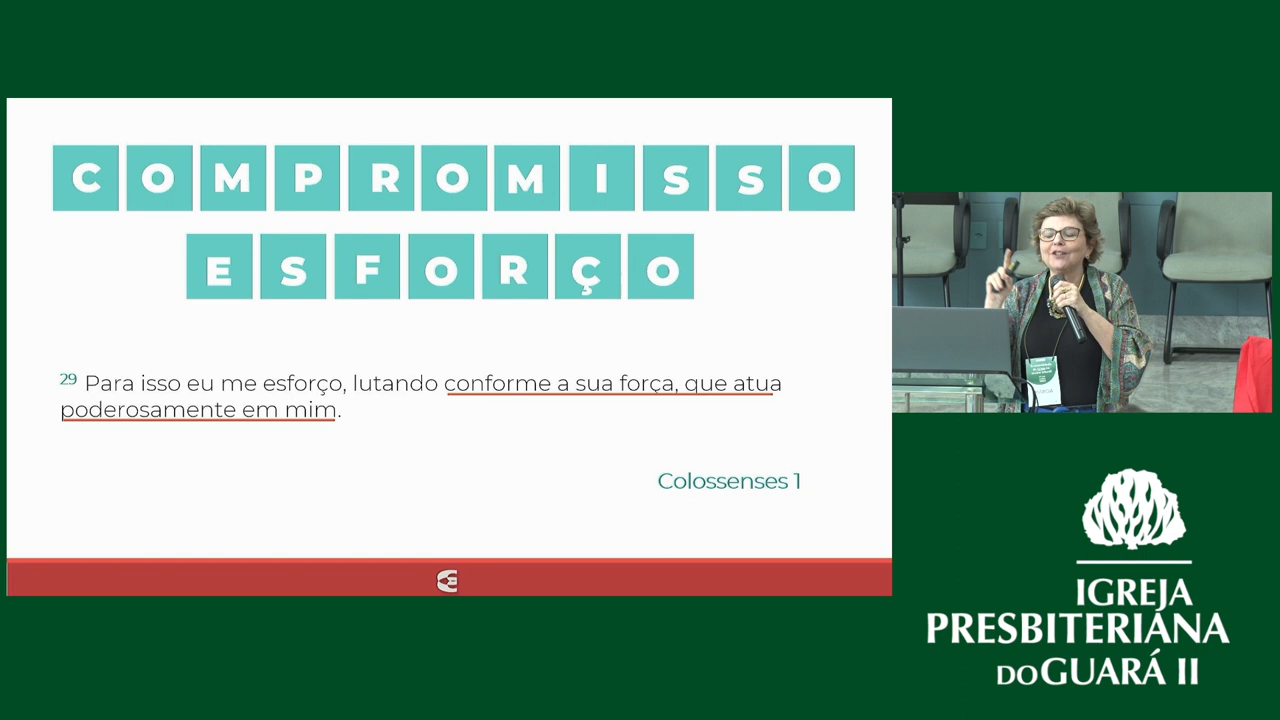 COMPROMISSO
ESFORÇO
29 Para isso eu me esforço, lutando conforme a sua força, que atua
poderosamente em mim.
Colossenses 1
IGREJA
PRESBITERIANA
DO GUARÁ II